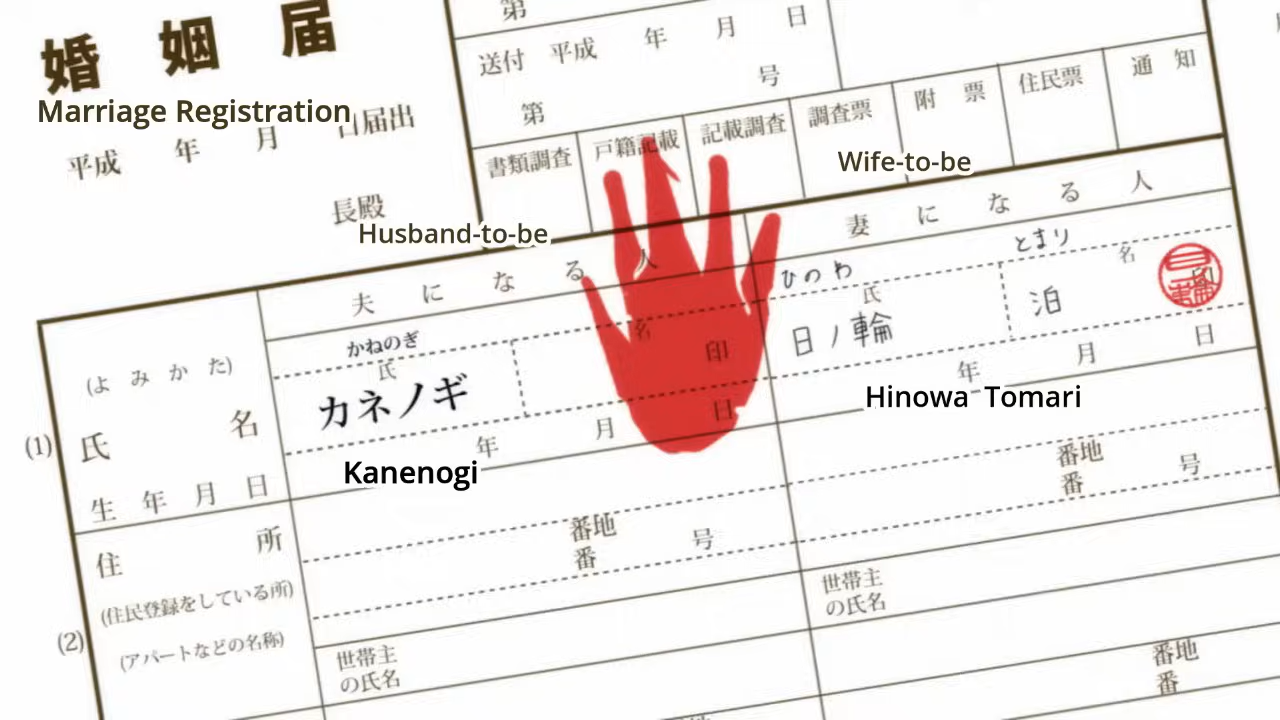 婚姻届
Marriage Registration
平成 年 月 日届出
長殿
第
送付 平成 年 月 日
第 号
書類調査 戸籍記載 記載調査 調査票 附票 住民票 通知
Husband-to-be
Wife-to-be
夫になる人
妻になる人
(よみかた)
かねのぎ
ひのわ とまり
氏 名
氏 名
氏 名
カネノギ 印
日ノ輪 泊 印
(1)
生年月日
年 月 日
年 月 日
Kanenogi
Hinowa Tomari
住所
番地
番 号
番地
番 号
(住民登録をしている所)
(2)
(アパートなどの名称)
世帯主
の氏名
世帯主
の氏名
番地
番